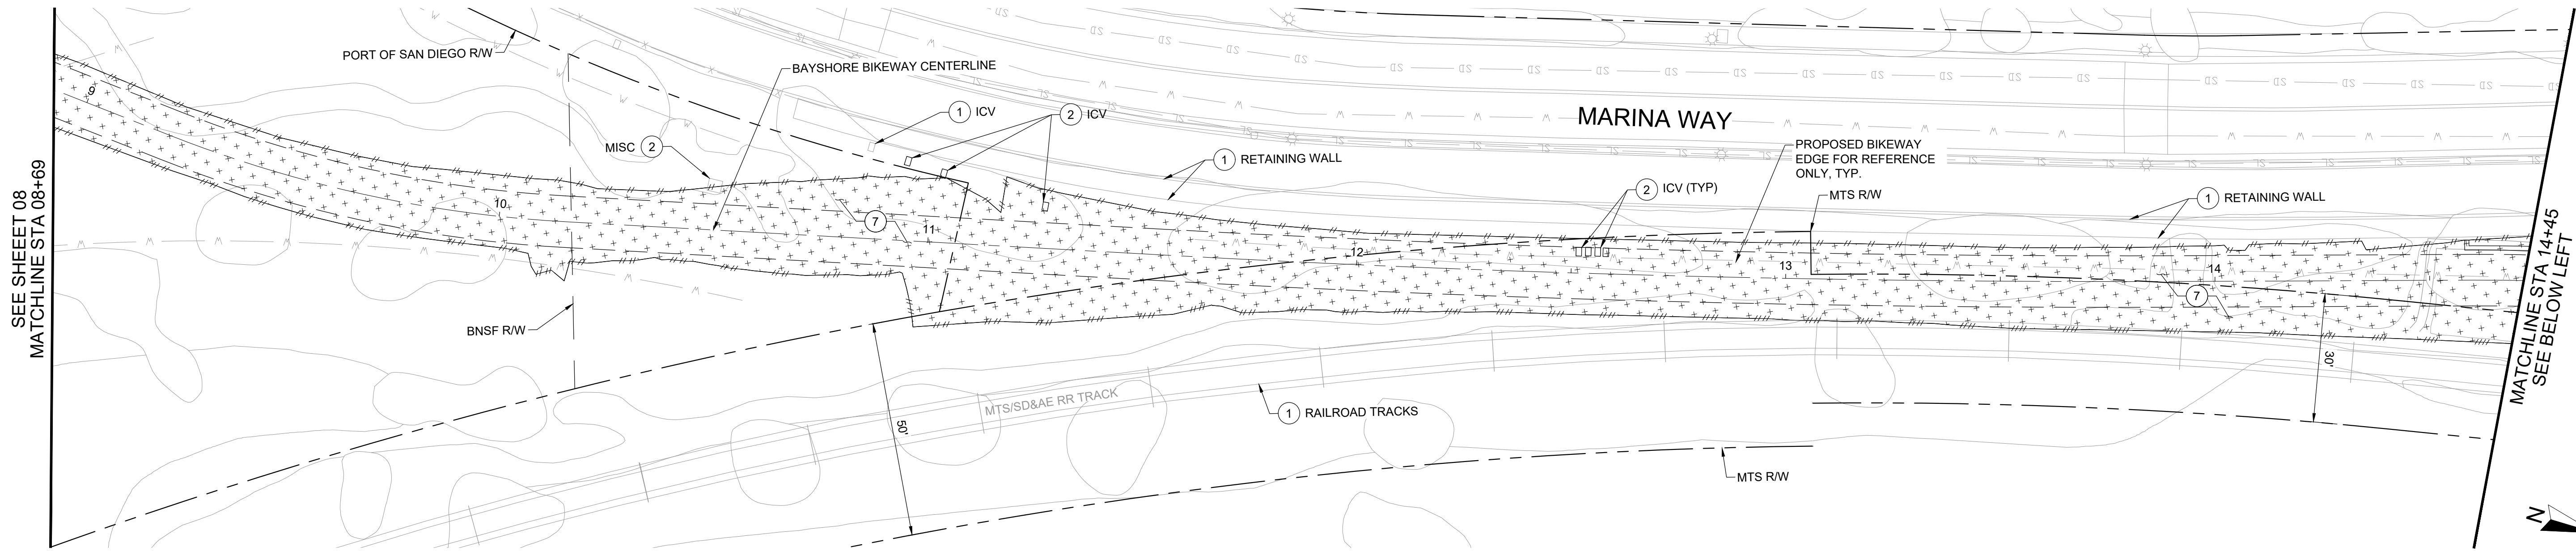 SEE SHEEET 08
MATCHLINE STA 08+69
PORT OF SAN DIEGO R/W
BAYSHORE BIKEWAY CENTERLINE
1 ICV
2 ICV
MISC 2
1 RETAINING WALL
MARINA WAY
PROPOSED BIKEWAY
EDGE FOR REFERENCE
ONLY, TYP.
2 ICV (TYP)
MTS R/W
1 RETAINING WALL
9
10
7
11
12
13
14
7
BNSF R/W
50'
30'
MTS/SD&AE RR TRACK
1 RAILROAD TRACKS
MTS R/W
MATCHLINE STA 14+45
SEE BELOW LEFT
N